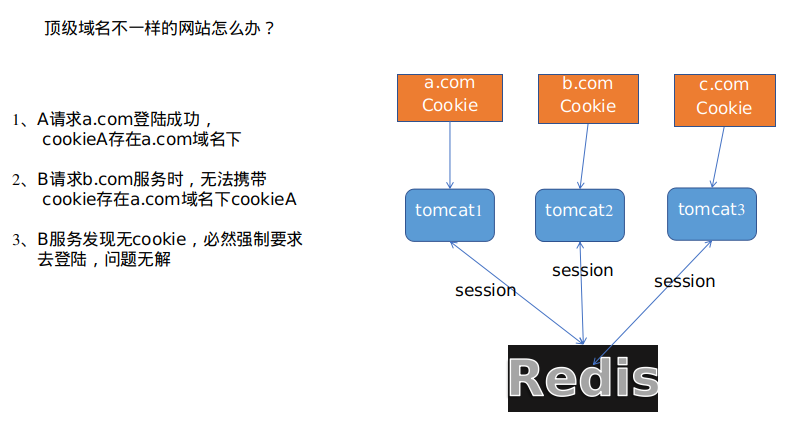 顶级域名不一样的网站怎么办？
1、A请求a.com登陆成功，
cookieA存在a.com域名下
2、B请求b.com服务时，无法携带
cookie存在a.com域名下cookieA
3、B服务发现无cookie，必然强制要求
去登陆，问题无解
a.com
Cookie
b.com
Cookie
c.com
Cookie
tomcat1
tomcat2
tomcat3
session
session
session
Redis